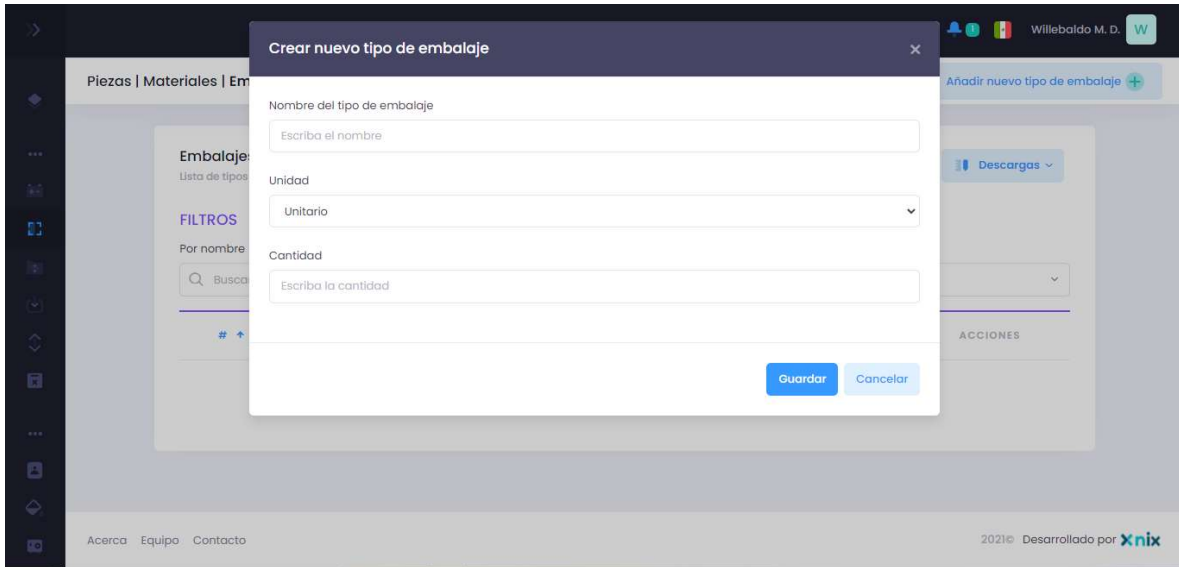 Willebaldo M. D.
W
Crear nuevo tipo de embalaje
Piezas | Materiales | Em
Añadir nuevo tipo de embalaje
Nombre del tipo de embalaje
Escriba el nombre
Embalajes
Lista de tipos
Descargas
Unidad
Unitario
FILTROS
Por nombre
Cantidad
Busca
Escriba la cantidad
#
ACCIONES
Guardar
Cancelar
Acerca Equipo Contacto
2021© Desarrollado por Xnix